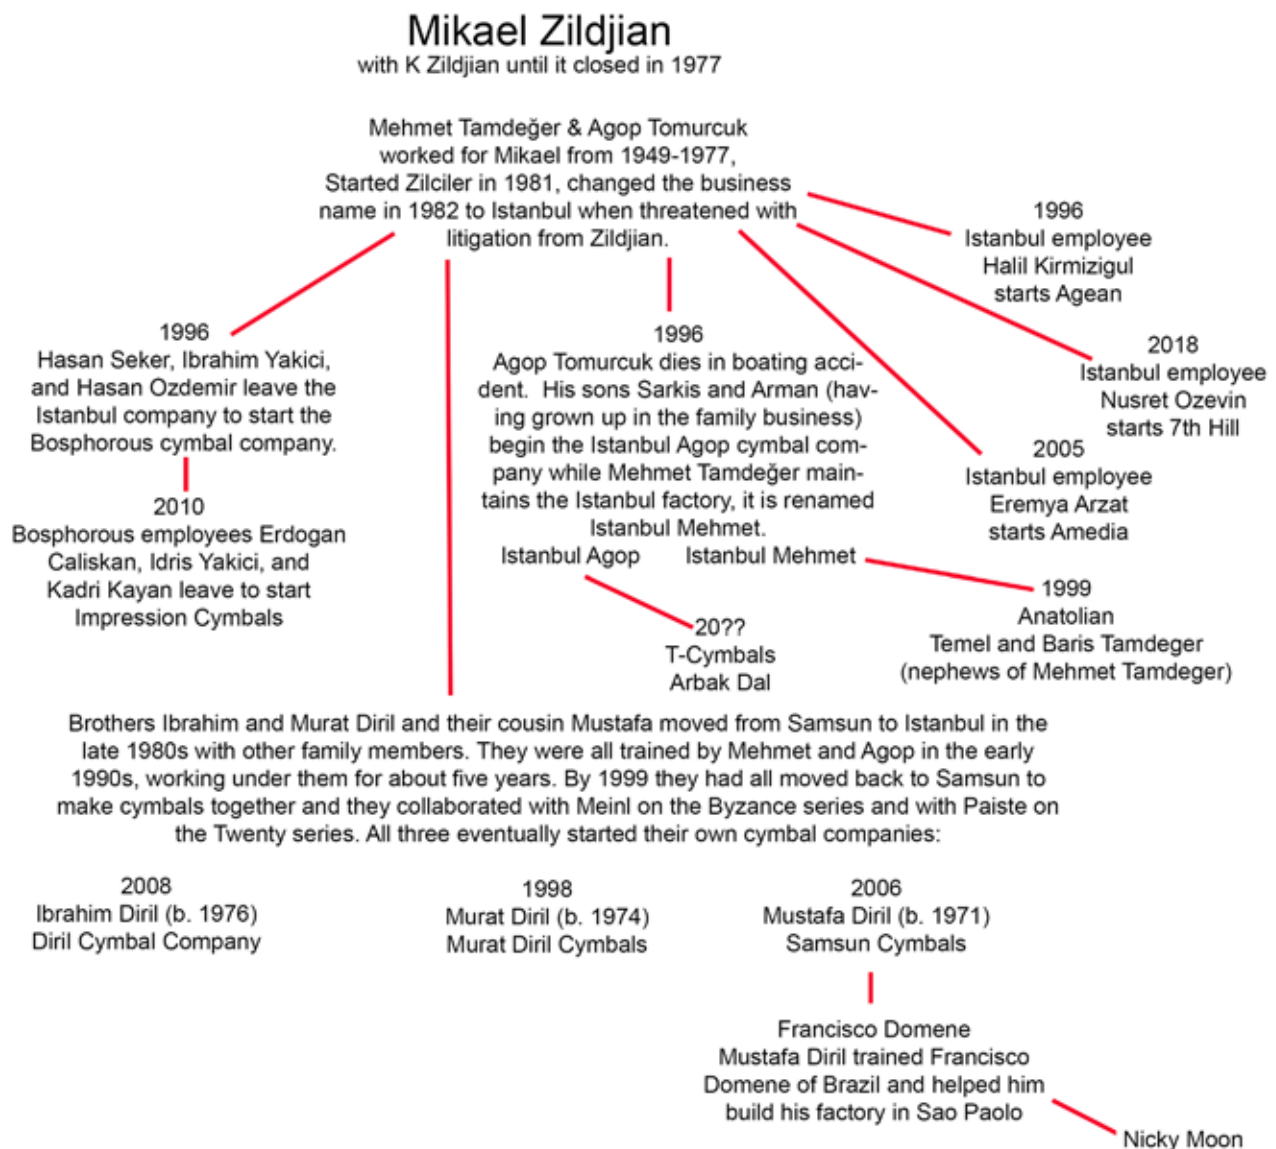 Mikael Zildjian
with K Zildjian until it closed in 1977
Mehmet Tamdeğer & Agop Tomurcuk
worked for Mikael from 1949-1977,
Started Zilciler in 1981, changed the business
name in 1982 to Istanbul when threatened with
litigation from Zildjian.
1996
Istanbul employee
Halil Kirmizigul
starts Agean
2018
Istanbul employee
Nusret Ozevin
starts 7th Hill
1996
Hasan Seker, Ibrahim Yakici,
and Hasan Ozdemir leave the
Istanbul company to start the
Bosphorous cymbal company.
1996
Agop Tomurcuk dies in boating acci-
dent. His sons Sarkis and Arman (hav-
ing grown up in the family business)
begin the Istanbul Agop cymbal com-
pany while Mehmet Tamdeğer main-
tains the Istanbul factory, it is renamed
Istanbul Mehmet.
Istanbul Agop
Istanbul Mehmet
2005
Istanbul employee
Eremya Arzat
starts Amedia
2010
Bosphorous employees Erdogan
Caliskan, Idris Yakici, and
Kadri Kayan leave to start
Impression Cymbals
20??
T-Cymbals
Arbak Dal
1999
Anatolian
Temel and Baris Tamdeger
(nephews of Mehmet Tamdeger)
Brothers Ibrahim and Murat Diril and their cousin Mustafa moved from Samsun to Istanbul in the
late 1980s with other family members. They were all trained by Mehmet and Agop in the early
1990s, working under them for about five years. By 1999 they had all moved back to Samsun to
make cymbals together and they collaborated with Meinl on the Byzance series and with Paiste on
the Twenty series. All three eventually started their own cymbal companies:
2008
Ibrahim Diril (b. 1976)
Diril Cymbal Company
1998
Murat Diril (b. 1974)
Murat Diril Cymbals
2006
Mustafa Diril (b. 1971)
Samsun Cymbals
Francisco Domene
Mustafa Diril trained Francisco
Domene of Brazil and helped him
build his factory in Sao Paolo
Nicky Moon